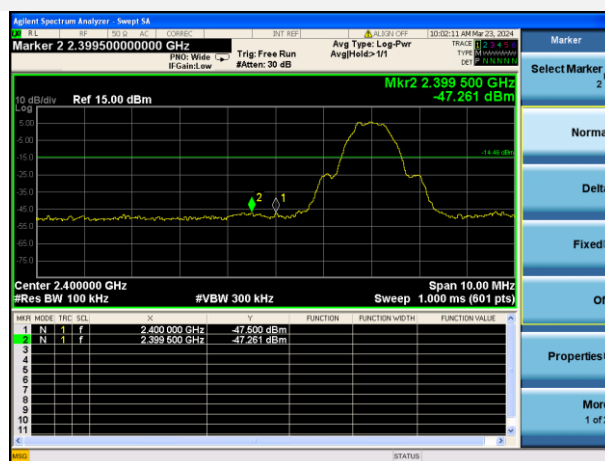 Agilent Spectrum Analyzer - Swept SA
RL RF 50 Ω AC CORREC INT REF ALIGN OFF 10:02:11 AM Mar 23, 2024
Marker 2 2.399500000000 GHz
PNO: Wide
IFGain:Low
Trig: Free Run
#Atten: 30 dB
Avg Type: Log-Pwr
Avg|Hold:>1/1
TRACE 1 2 3 4 5 6
TYPE M
DET P N N N N N
Mkr2 2.399 500 GHz
-47.261 dBm
10 dB/div Ref 15.00 dBm
Log
5.00
-5.00
-15.0
-25.0
-35.0
-45.0
-55.0
-65.0
-75.0
2
1
Center 2.400000 GHz Span 10.00 MHz
#Res BW 100 kHz #VBW 300 kHz Sweep 1.000 ms (601 pts)
MKR MODE TRC SCL X Y FUNCTION FUNCTION WIDTH FUNCTION VALUE
1 N 1 f 2.400 000 GHz -47.500 dBm
2 N 1 f 2.399 500 GHz -47.261 dBm
3
4
5
6
7
8
9
10
11
MSG STATUS
Marker
Select Marker
2
Norma
Delta
Fixed
Of
Properties
More
1 of 2